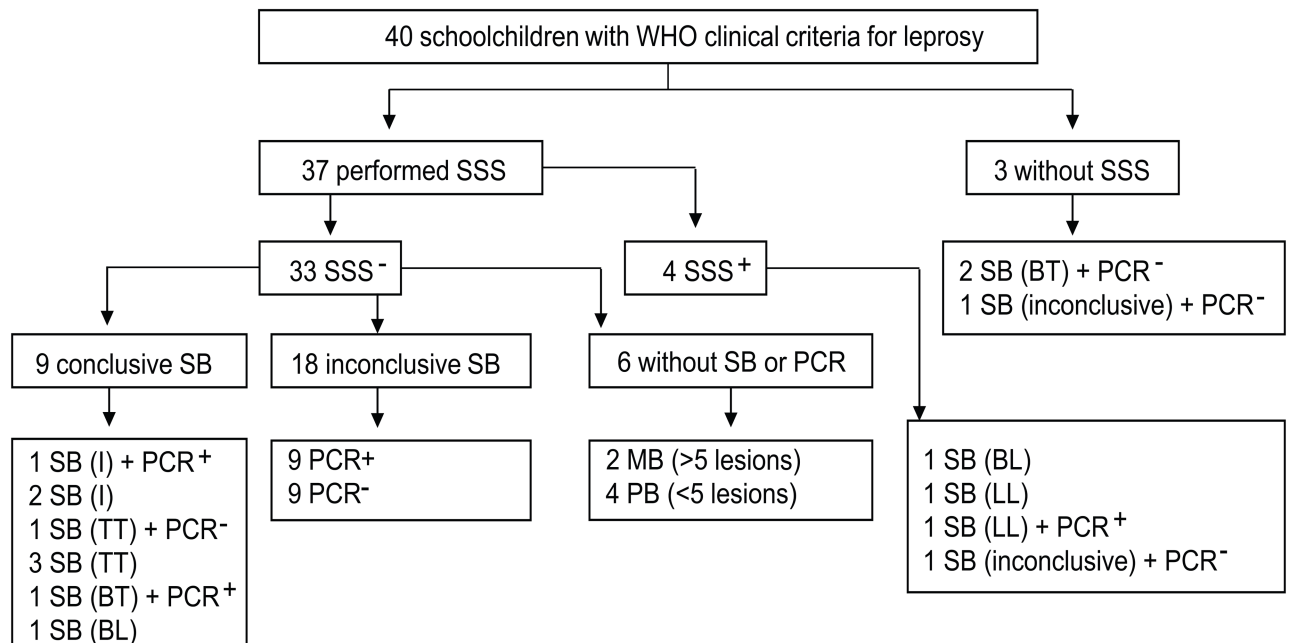 40 schoolchildren with WHO clinical criteria for leprosy
37 performed SSS
3 without SSS
33 SSS⁻
4 SSS⁺
2 SB (BT) + PCR⁻
1 SB (inconclusive) + PCR⁻
9 conclusive SB
18 inconclusive SB
6 without SB or PCR
1 SB (I) + PCR⁺
2 SB (I)
1 SB (TT) + PCR⁻
3 SB (TT)
1 SB (BT) + PCR⁺
1 SB (BL)
9 PCR+
9 PCR⁻
2 MB (>5 lesions)
4 PB (<5 lesions)
1 SB (BL)
1 SB (LL)
1 SB (LL) + PCR⁺
1 SB (inconclusive) + PCR⁻